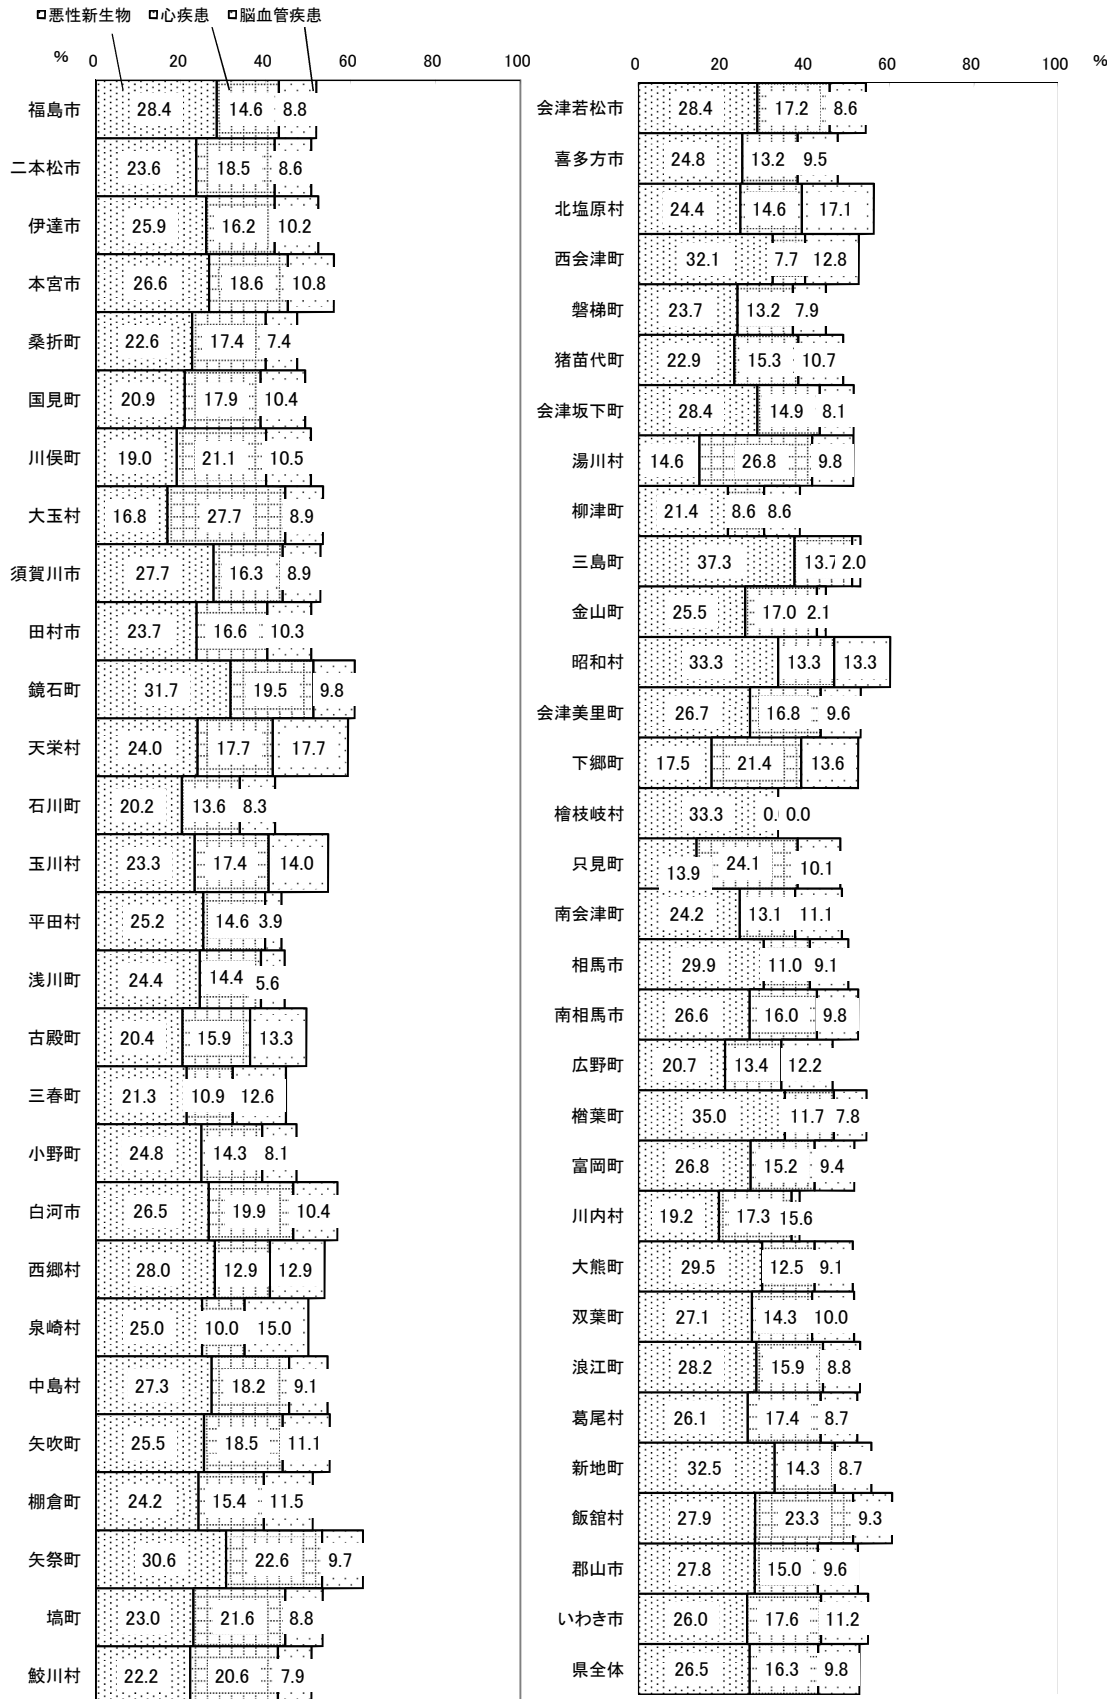 悪性新生物 心疾患 脳血管疾患
% 0 20 40 60 80 100
福島市 28.4 14.6 8.8
二本松市 23.6 18.5 8.6
伊達市 25.9 16.2 10.2
本宮市 26.6 18.6 10.8
桑折町 22.6 17.4 7.4
国見町 20.9 17.9 10.4
川俣町 19.0 21.1 10.5
大玉村 16.8 27.7 8.9
須賀川市 27.7 16.3 8.9
田村市 23.7 16.6 10.3
鏡石町 31.7 19.5 9.8
天栄村 24.0 17.7 17.7
石川町 20.2 13.6 8.3
玉川村 23.3 17.4 14.0
平田村 25.2 14.6 3.9
浅川町 24.4 14.4 5.6
古殿町 20.4 15.9 13.3
三春町 21.3 10.9 12.6
小野町 24.8 14.3 8.1
白河市 26.5 19.9 10.4
西郷村 28.0 12.9 12.9
泉崎村 25.0 10.0 15.0
中島村 27.3 18.2 9.1
矢吹町 25.5 18.5 11.1
棚倉町 24.2 15.4 11.5
矢祭町 30.6 22.6 9.7
塙町 23.0 21.6 8.8
鮫川村 22.2 20.6 7.9
0 20 40 60 80 100 %
会津若松市 28.4 17.2 8.6
喜多方市 24.8 13.2 9.5
北塩原村 24.4 14.6 17.1
西会津町 32.1 7.7 12.8
磐梯町 23.7 13.2 7.9
猪苗代町 22.9 15.3 10.7
会津坂下町 28.4 14.9 8.1
湯川村 14.6 26.8 9.8
柳津町 21.4 8.6 8.6
三島町 37.3 13.7 2.0
金山町 25.5 17.0 2.1
昭和村 33.3 13.3 13.3
会津美里町 26.7 16.8 9.6
下郷町 17.5 21.4 13.6
檜枝岐村 33.3 0. 0.0
只見町 13.9 24.1 10.1
南会津町 24.2 13.1 11.1
相馬市 29.9 11.0 9.1
南相馬市 26.6 16.0 9.8
広野町 20.7 13.4 12.2
楢葉町 35.0 11.7 7.8
富岡町 26.8 15.2 9.4
川内村 19.2 17.3 15.6
大熊町 29.5 12.5 9.1
双葉町 27.1 14.3 10.0
浪江町 28.2 15.9 8.8
葛尾村 26.1 17.4 8.7
新地町 32.5 14.3 8.7
飯舘村 27.9 23.3 9.3
郡山市 27.8 15.0 9.6
いわき市 26.0 17.6 11.2
県全体 26.5 16.3 9.8